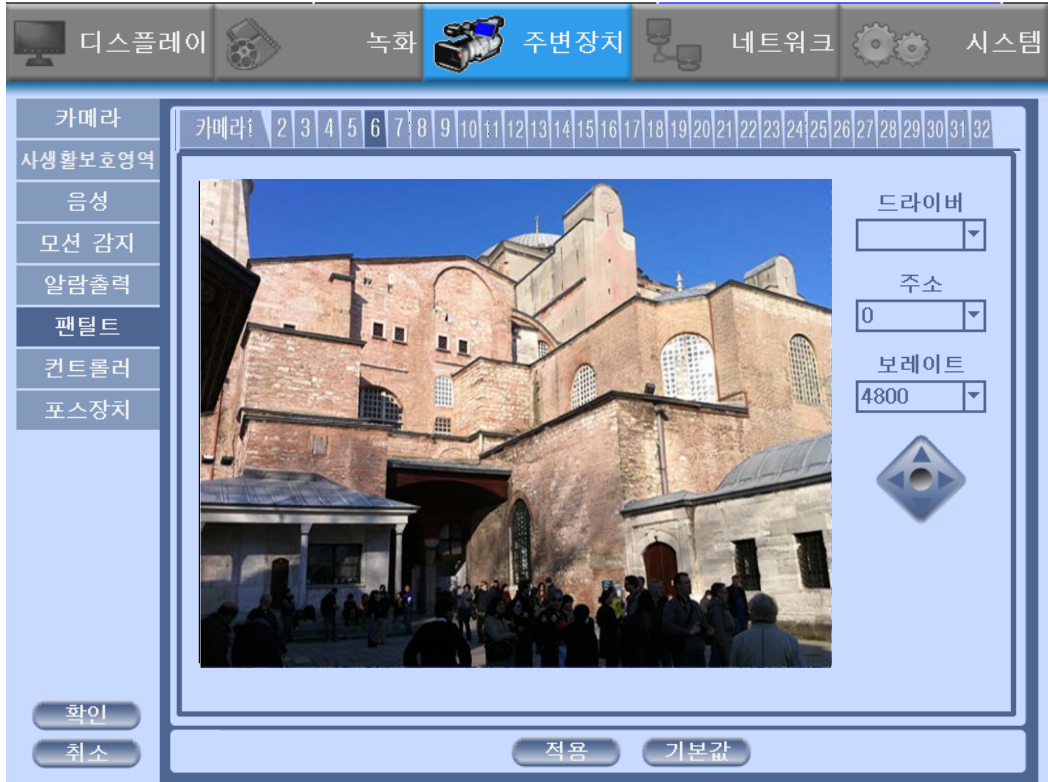 디스플레이 녹화 주변장치 네트워크 시스템
카메라
사생활보호영역
음성
모션 감지
알람출력
팬틸트
컨트롤러
포스장치
카메라1 2 3 4 5 6 7 8 9 10 11 12 13 14 15 16 17 18 19 20 21 22 23 24 25 26 27 28 29 30 31 32
드라이버
주소
0
보레이트
4800
확인
취소
적용 기본값